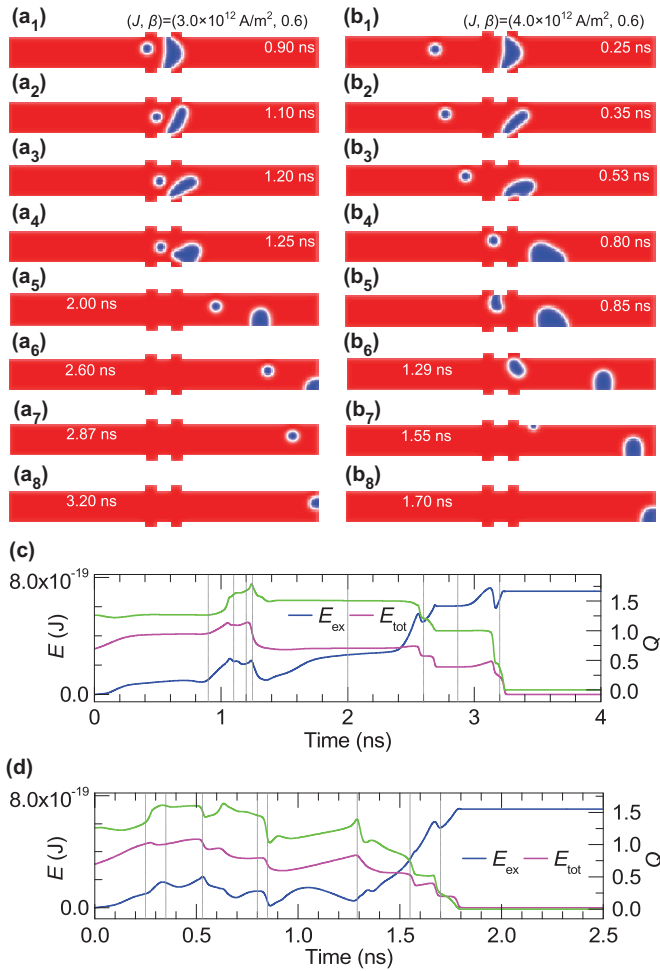 (a1) (J, β)=(3.0×10¹² A/m², 0.6)
0.90 ns
(a2)
1.10 ns
(a3)
1.20 ns
(a4)
1.25 ns
(a5)
2.00 ns
(a6)
2.60 ns
(a7)
2.87 ns
(a8)
3.20 ns
(b1) (J, β)=(4.0×10¹² A/m², 0.6)
0.25 ns
(b2)
0.35 ns
(b3)
0.53 ns
(b4)
0.80 ns
(b5)
0.85 ns
(b6)
1.29 ns
(b7)
1.55 ns
(b8)
1.70 ns
(c)
8.0x10⁻¹⁹
0.0
E (J)
Eex Etot
1.5
1.0
0.5
0.0
Q
0 1 2 3 4
Time (ns)
(d)
8.0x10⁻¹⁹
0.0
E (J)
Eex Etot
1.5
1.0
0.5
0.0
Q
0.0 0.5 1.0 1.5 2.0 2.5
Time (ns)